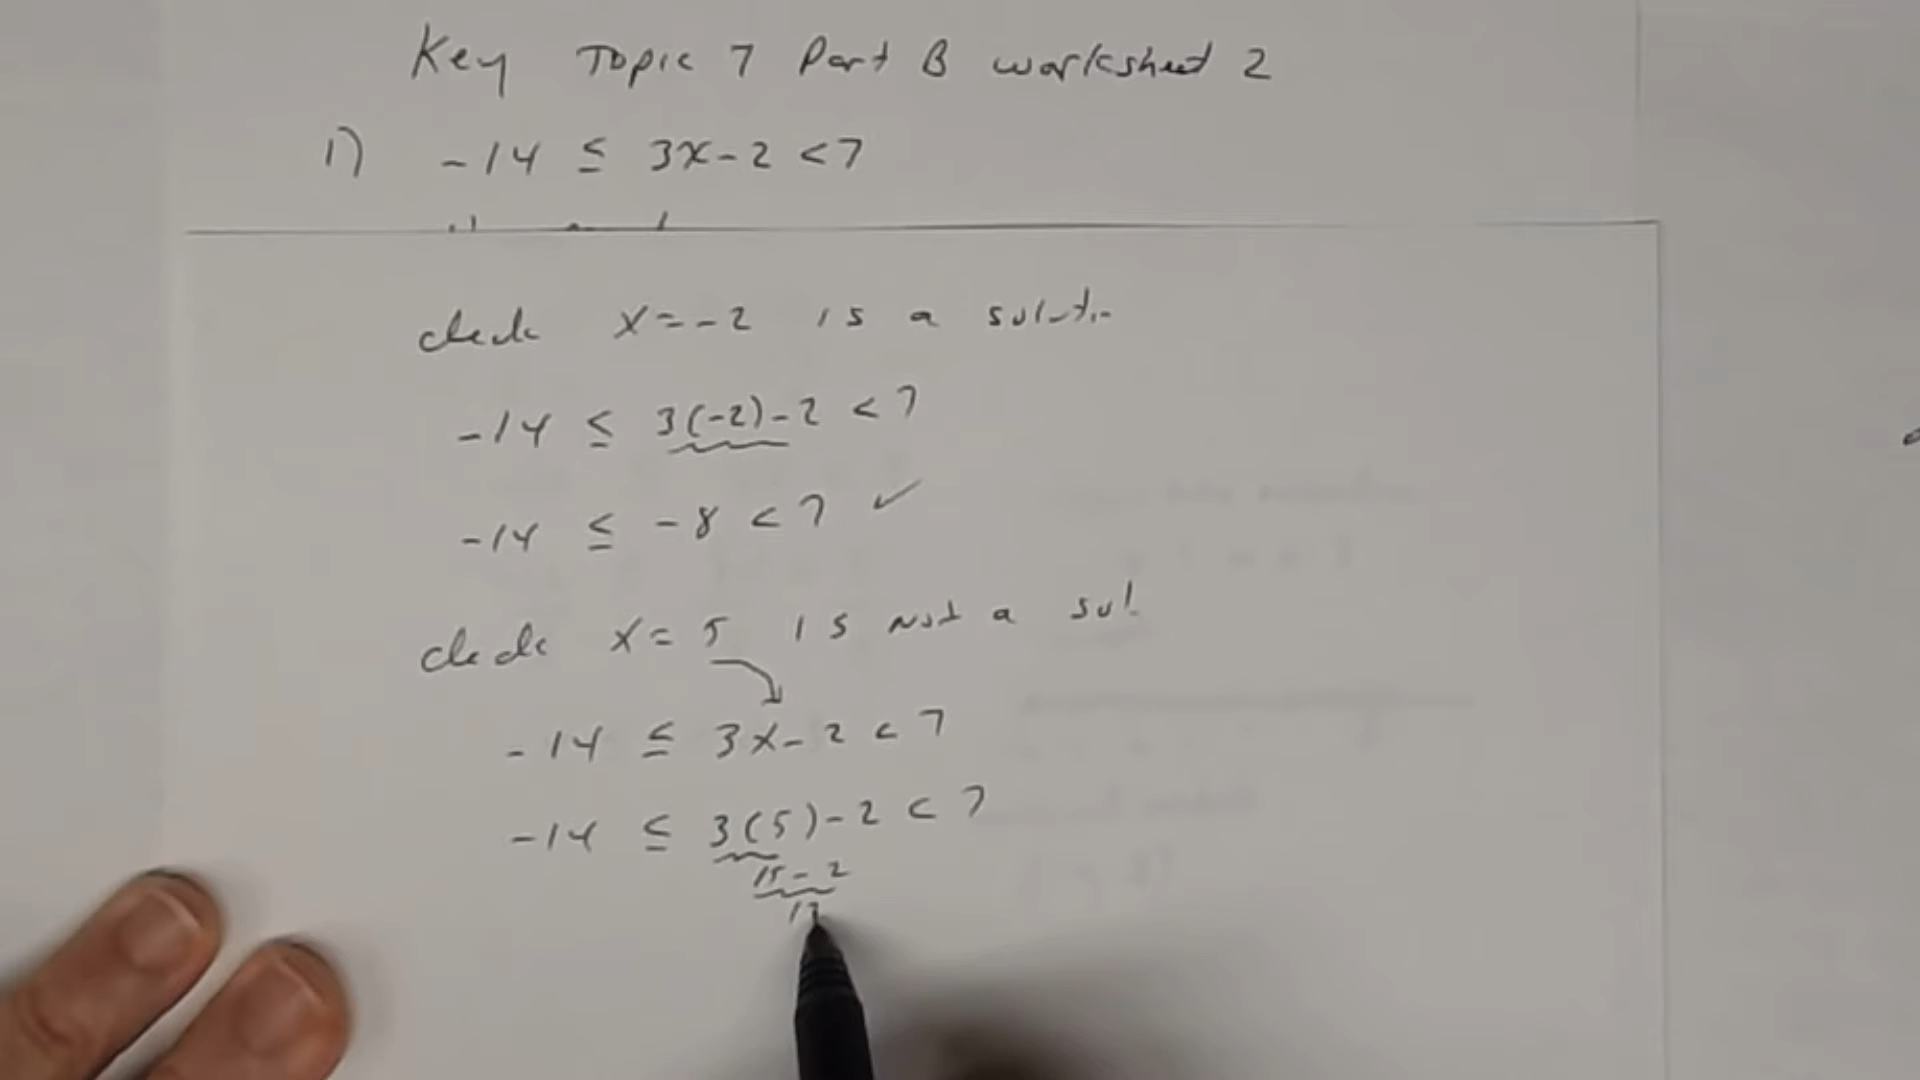 Key Topic 7 Part B worksheet 2
1) -14 ≤ 3x-2 <7
check x=-2 is a solution
-14 ≤ 3(-2)-2 <7
-14 ≤ -8 <7 ✓
check x=5 is not a sol
-14 ≤ 3x-2 <7
-14 ≤ 3(5)-2 <7
15-2